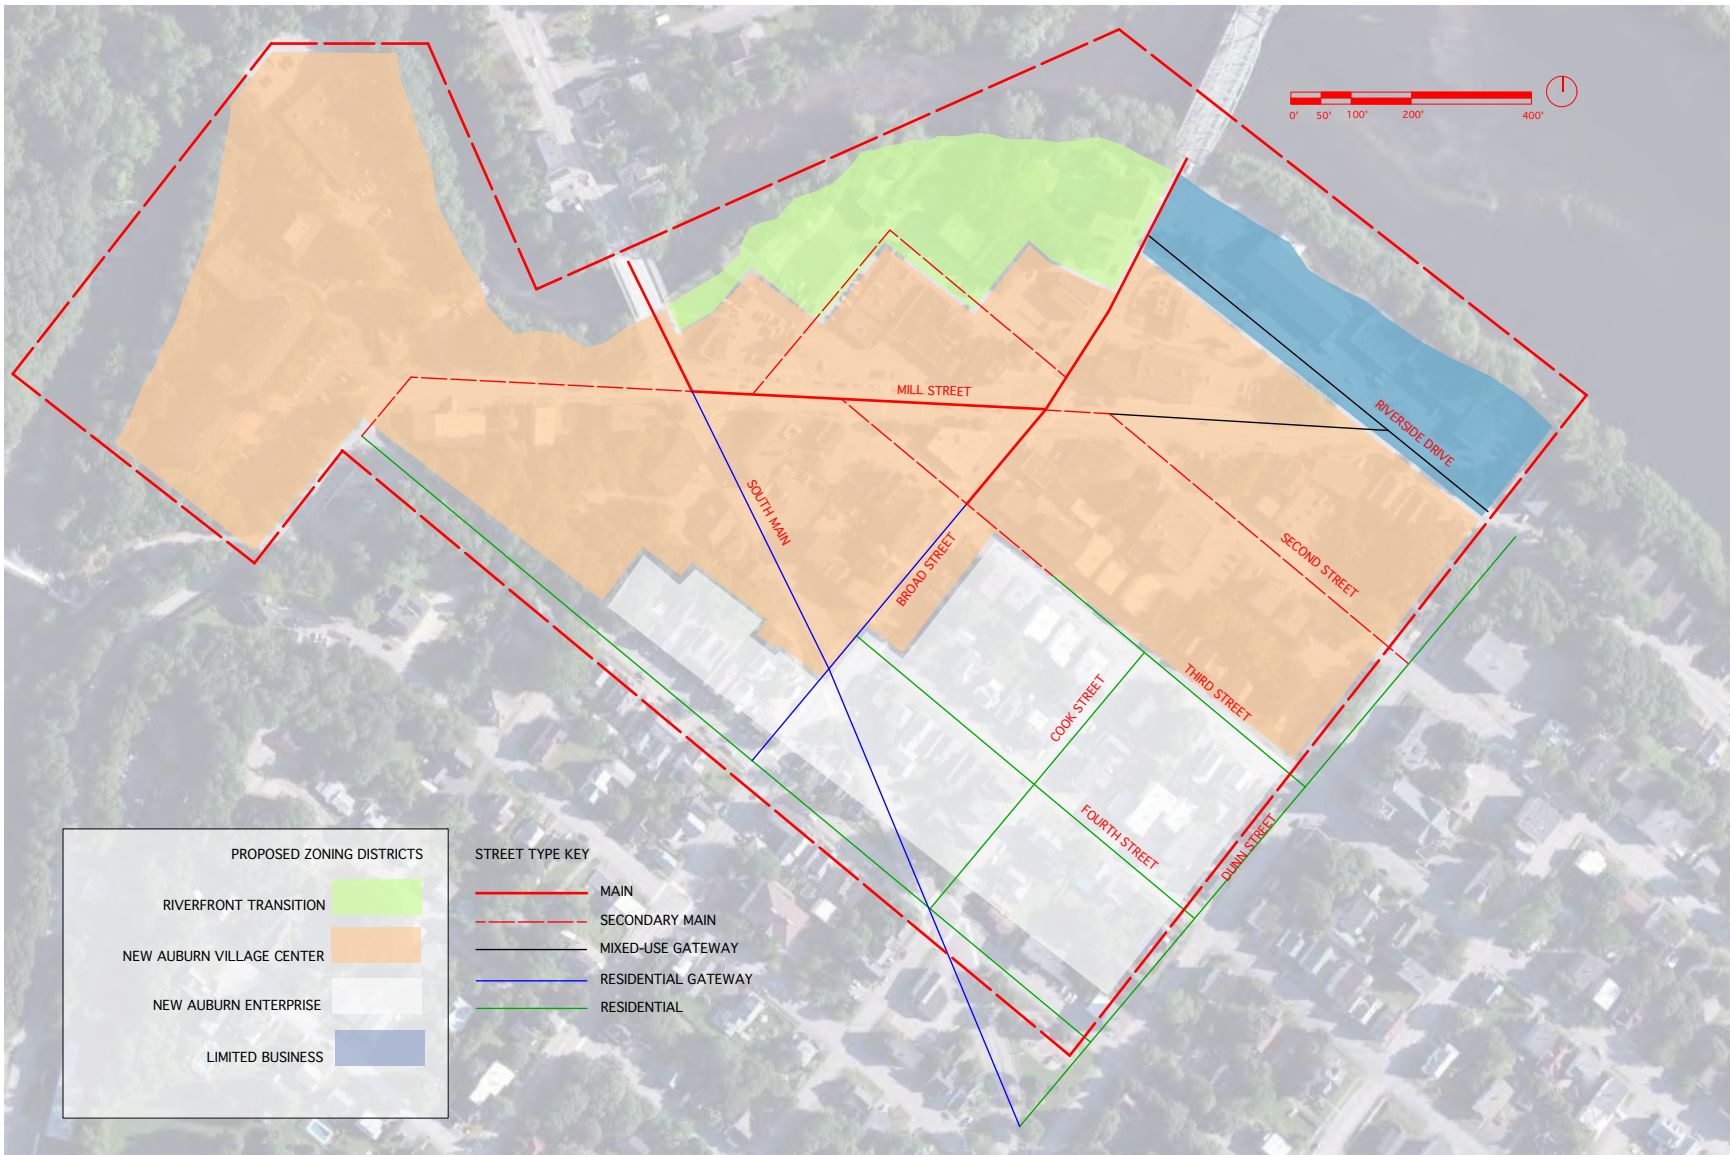 0' 50' 100' 200' 400'
MILL STREET
RIVERSIDE DRIVE
SOUTH MAIN
BROAD STREET
SECOND STREET
THIRD STREET
COOK STREET
FOURTH STREET
DUNN STREET
PROPOSED ZONING DISTRICTS
RIVERFRONT TRANSITION
NEW AUBURN VILLAGE CENTER
NEW AUBURN ENTERPRISE
LIMITED BUSINESS
STREET TYPE KEY
MAIN
SECONDARY MAIN
MIXED-USE GATEWAY
RESIDENTIAL GATEWAY
RESIDENTIAL